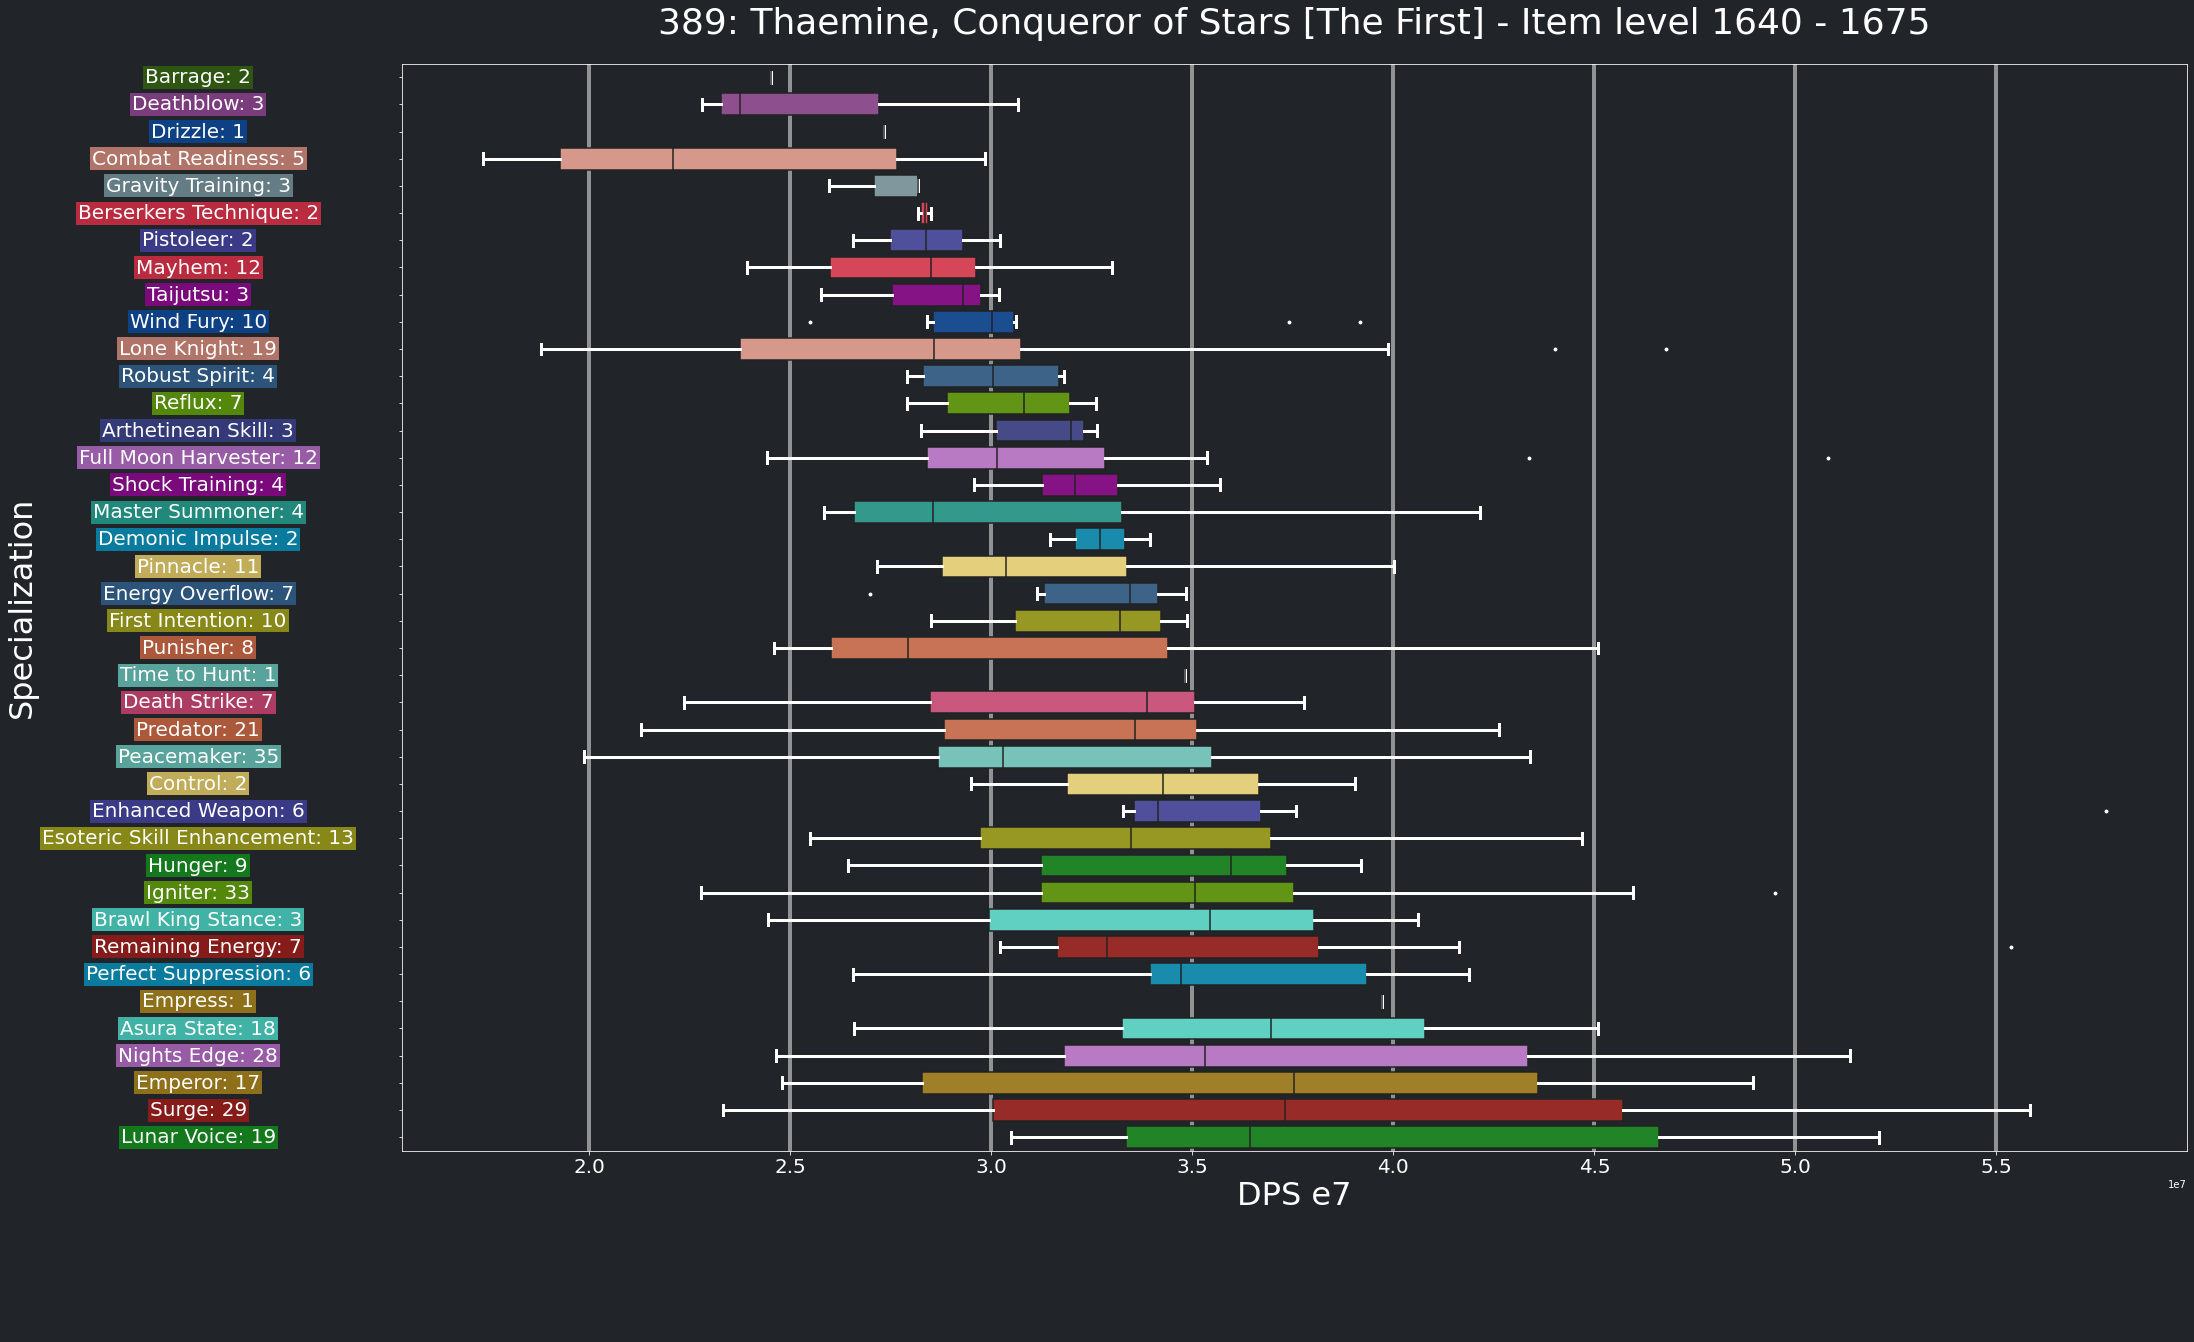 389: Thaemine, Conqueror of Stars [The First] - Item level 1640 - 1675
Specialization
Barrage: 2
Deathblow: 3
Drizzle: 1
Combat Readiness: 5
Gravity Training: 3
Berserkers Technique: 2
Pistoleer: 2
Mayhem: 12
Taijutsu: 3
Wind Fury: 10
Lone Knight: 19
Robust Spirit: 4
Reflux: 7
Arthetinean Skill: 3
Full Moon Harvester: 12
Shock Training: 4
Master Summoner: 4
Demonic Impulse: 2
Pinnacle: 11
Energy Overflow: 7
First Intention: 10
Punisher: 8
Time to Hunt: 1
Death Strike: 7
Predator: 21
Peacemaker: 35
Control: 2
Enhanced Weapon: 6
Esoteric Skill Enhancement: 13
Hunger: 9
Igniter: 33
Brawl King Stance: 3
Remaining Energy: 7
Perfect Suppression: 6
Empress: 1
Asura State: 18
Nights Edge: 28
Emperor: 17
Surge: 29
Lunar Voice: 19
2.0 2.5 3.0 3.5 4.0 4.5 5.0 5.5
1e7
DPS e7